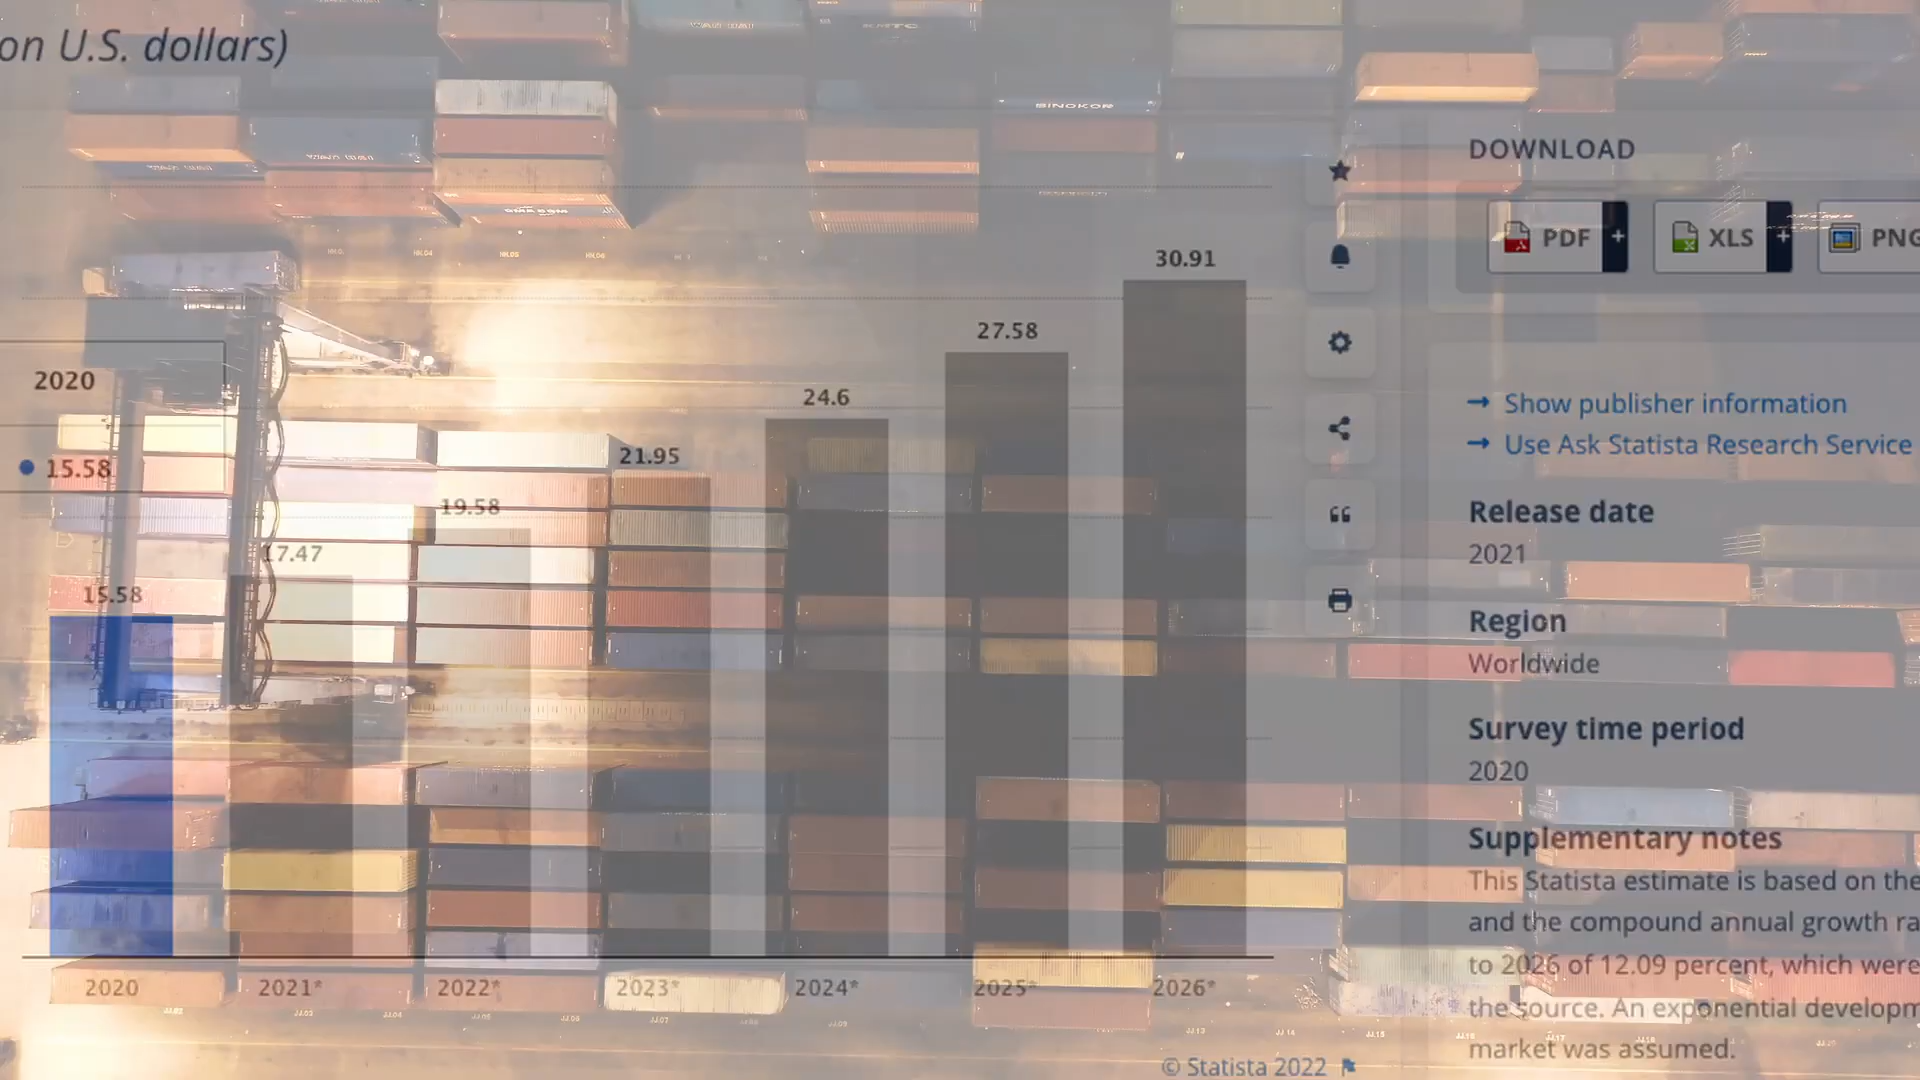 on U.S. dollars)
WAN HAI
KMTC
SINOKOR
DOWNLOAD
PDF +
XLS +
PNG
30.91
27.58
24.6
21.95
19.58
17.47
15.58
2020
15.58
Show publisher information
Use Ask Statista Research Service
Release date
2021
Region
Worldwide
Survey time period
2020
Supplementary notes
This Statista estimate is based on the
and the compound annual growth ra
to 2026 of 12.09 percent, which were
the source. An exponential developm
market was assumed.
2020 2021* 2022* 2023* 2024* 2025* 2026*
© Statista 2022